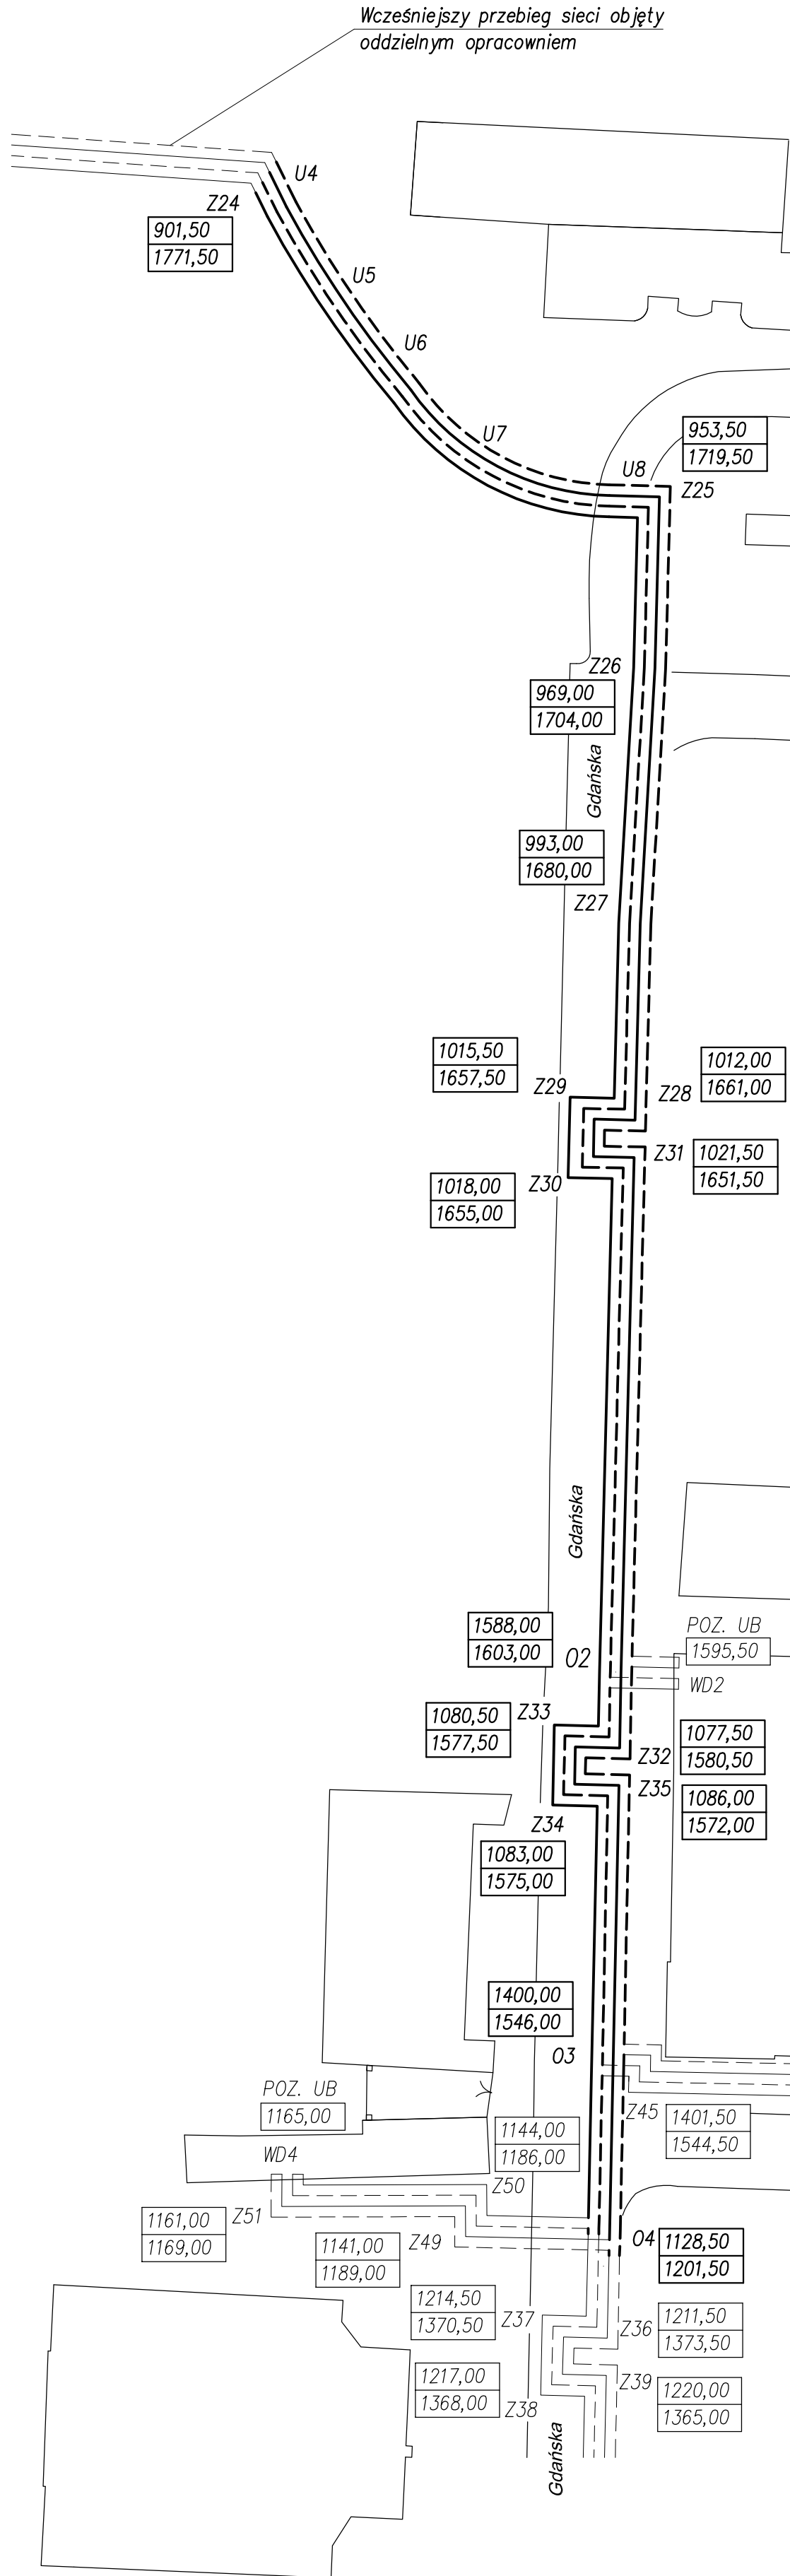 Wcześniejszy przebieg sieci objęty
oddzielnym opracowniem
U4
Z24
901,50
1771,50
U5
U6
U7
953,50
1719,50
U8
Z25
Z26
969,00
1704,00
Gdańska
993,00
1680,00
Z27
1015,50
1657,50
Z29
1012,00
1661,00
Z28
Z31
1021,50
1651,50
1018,00
1655,00
Z30
Gdańska
1588,00
1603,00
O2
POZ. UB
1595,50
WD2
1080,50
1577,50
Z33
Z32
1077,50
1580,50
Z35
1086,00
1572,00
Z34
1083,00
1575,00
1400,00
1546,00
O3
POZ. UB
1165,00
Z45
1401,50
1544,50
1144,00
1186,00
WD4
Z50
1161,00
1169,00
Z51
1141,00
1189,00
Z49
O4
1128,50
1201,50
1214,50
1370,50
Z37
Z36
1211,50
1373,50
1217,00
1368,00
Z38
Z39
1220,00
1365,00
Gdańska